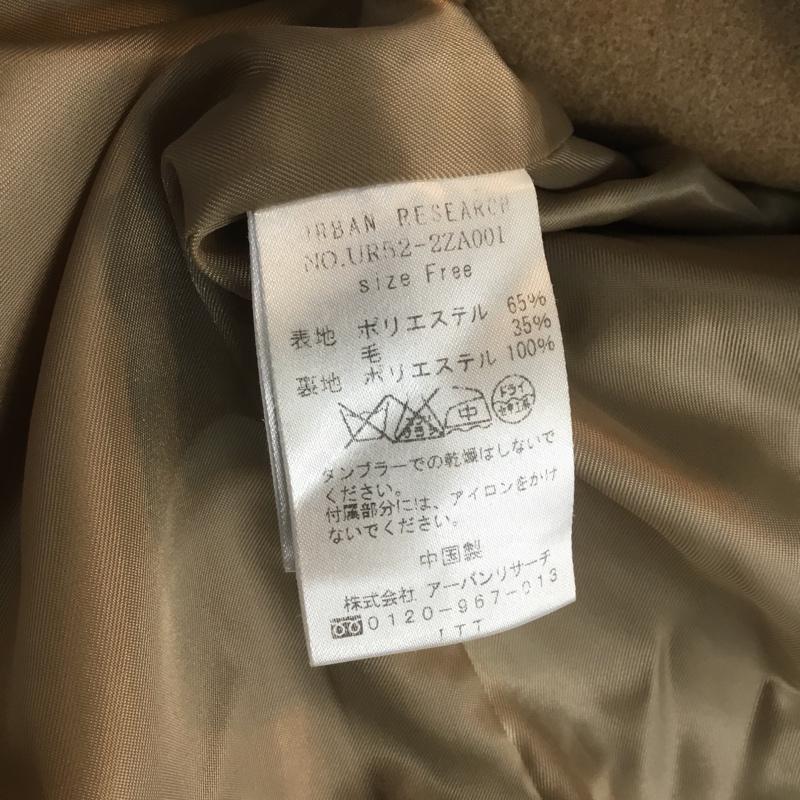 URBAN RESEARCH
NO.UR52-2ZA001
size Free
表地 ポリエステル 65%
毛 35%
裏地 ポリエステル 100%
中 ドライ
タンブラーでの乾燥はしないで
ください。
付属部分には、アイロンをかけ
ないでください。
中国製
株式会社 アーバンリサーチ
0120-967-013